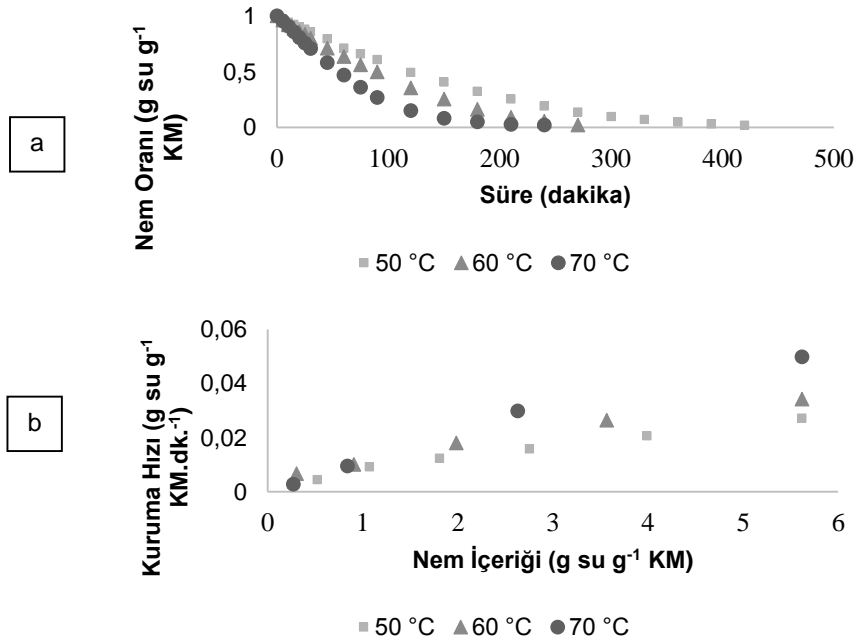 a
Nem Oranı (g su g⁻¹
KM)
1
0,5
0
0 100 200 300 400 500
Süre (dakika)
50 °C 60 °C 70 °C
b
Kuruma Hızı (g su g⁻¹
KM.dk.⁻¹)
0,06
0,04
0,02
0
0 1 2 3 4 5 6
Nem İçeriği (g su g⁻¹ KM)
50 °C 60 °C 70 °C